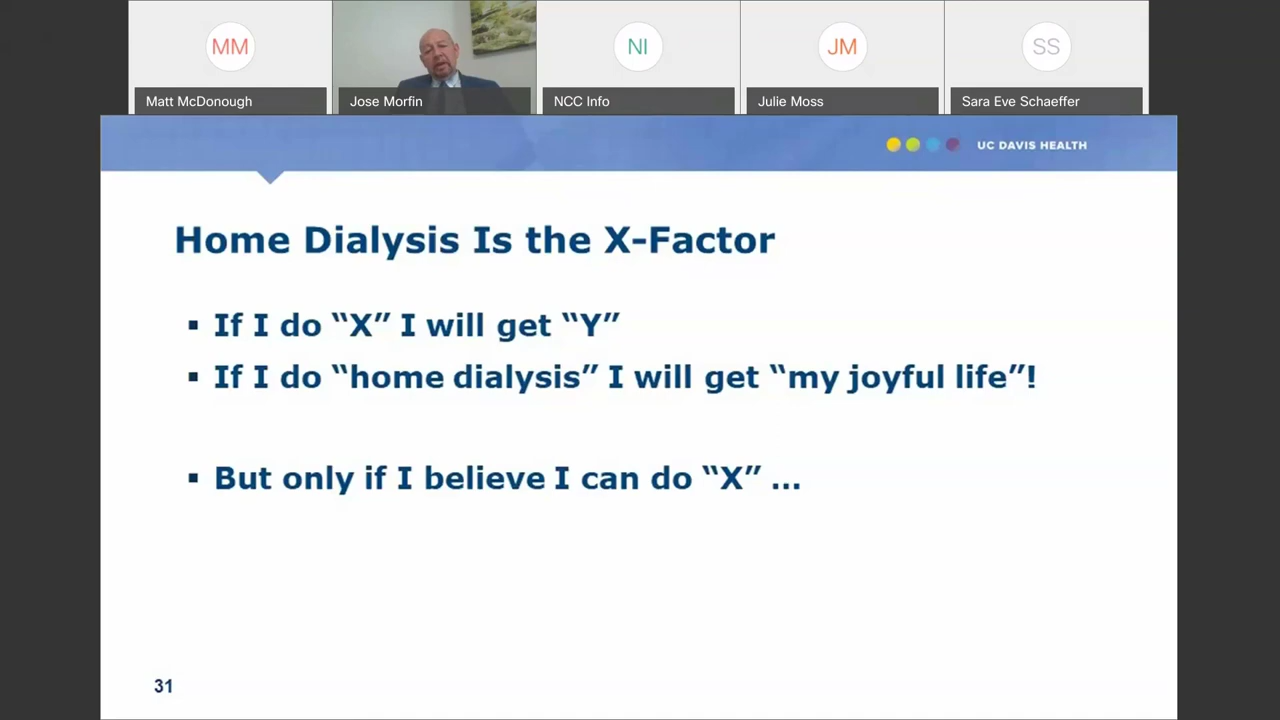 MM
NI
JM
SS
Matt McDonough
Jose Morfin
NCC Info
Julie Moss
Sara Eve Schaeffer
UC DAVIS HEALTH
Home Dialysis Is the X-Factor
▪ If I do “X” I will get “Y”
▪ If I do “home dialysis” I will get “my joyful life”!
▪ But only if I believe I can do “X” …
31